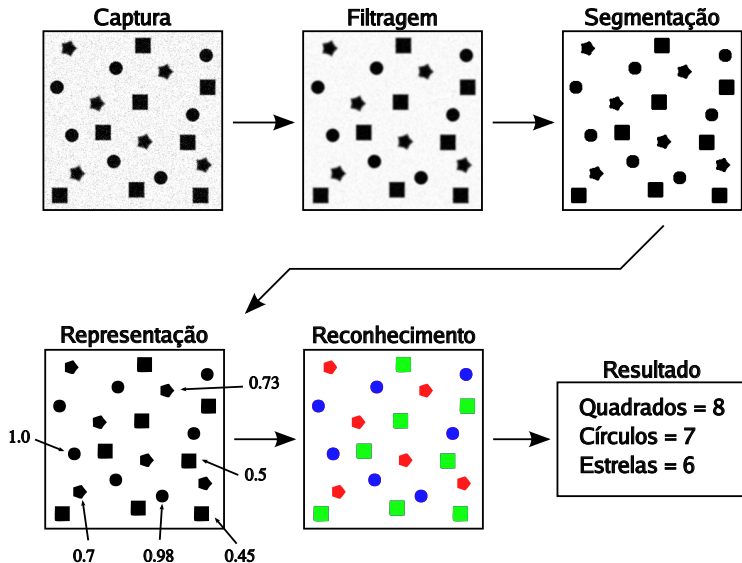 Captura
Filtragem
Segmentação
Representação
Reconhecimento
Resultado
0.73
1.0
0.5
0.7
0.98
0.45
Quadrados = 8
Círculos = 7
Estrelas = 6